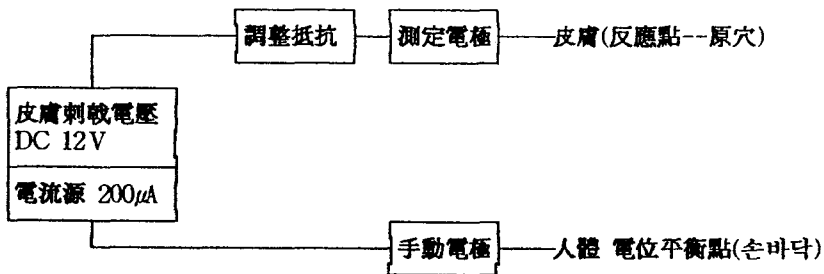 調整抵抗
測定電極
皮膚(反應點--原穴)
皮膚刺戟電壓
DC 12V
電流源 200μA
手動電極
人體 電位平衡點(손바닥)